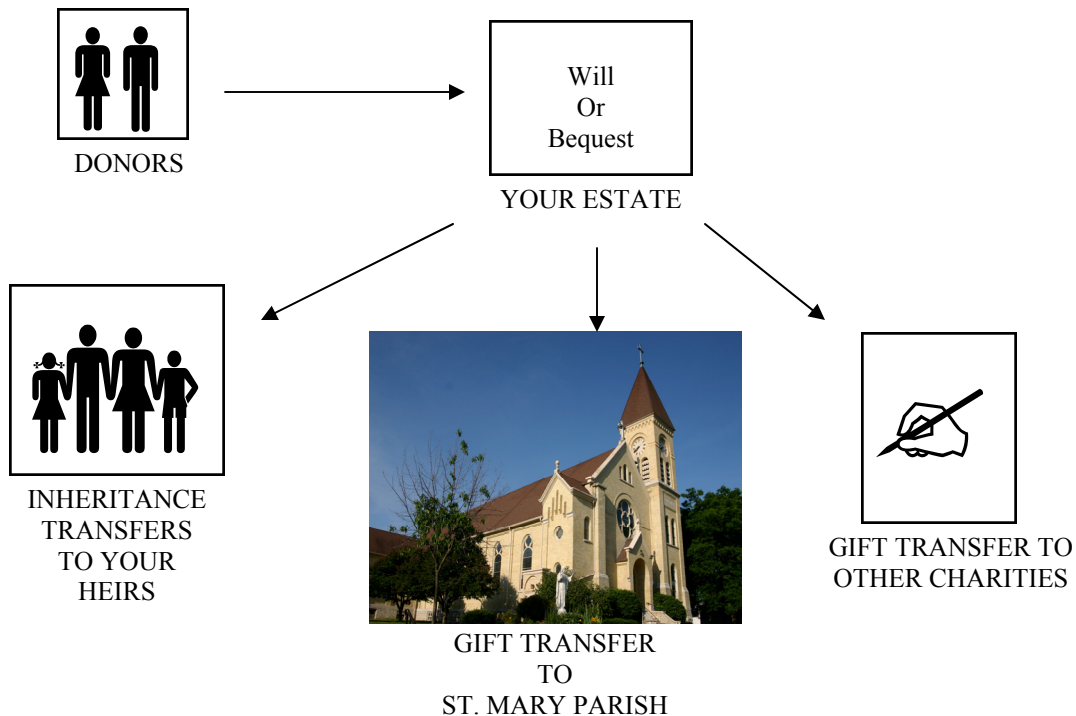 DONORS
Will
Or
Bequest
YOUR ESTATE
INHERITANCE
TRANSFERS
TO YOUR
HEIRS
GIFT TRANSFER
TO
ST. MARY PARISH
GIFT TRANSFER TO
OTHER CHARITIES